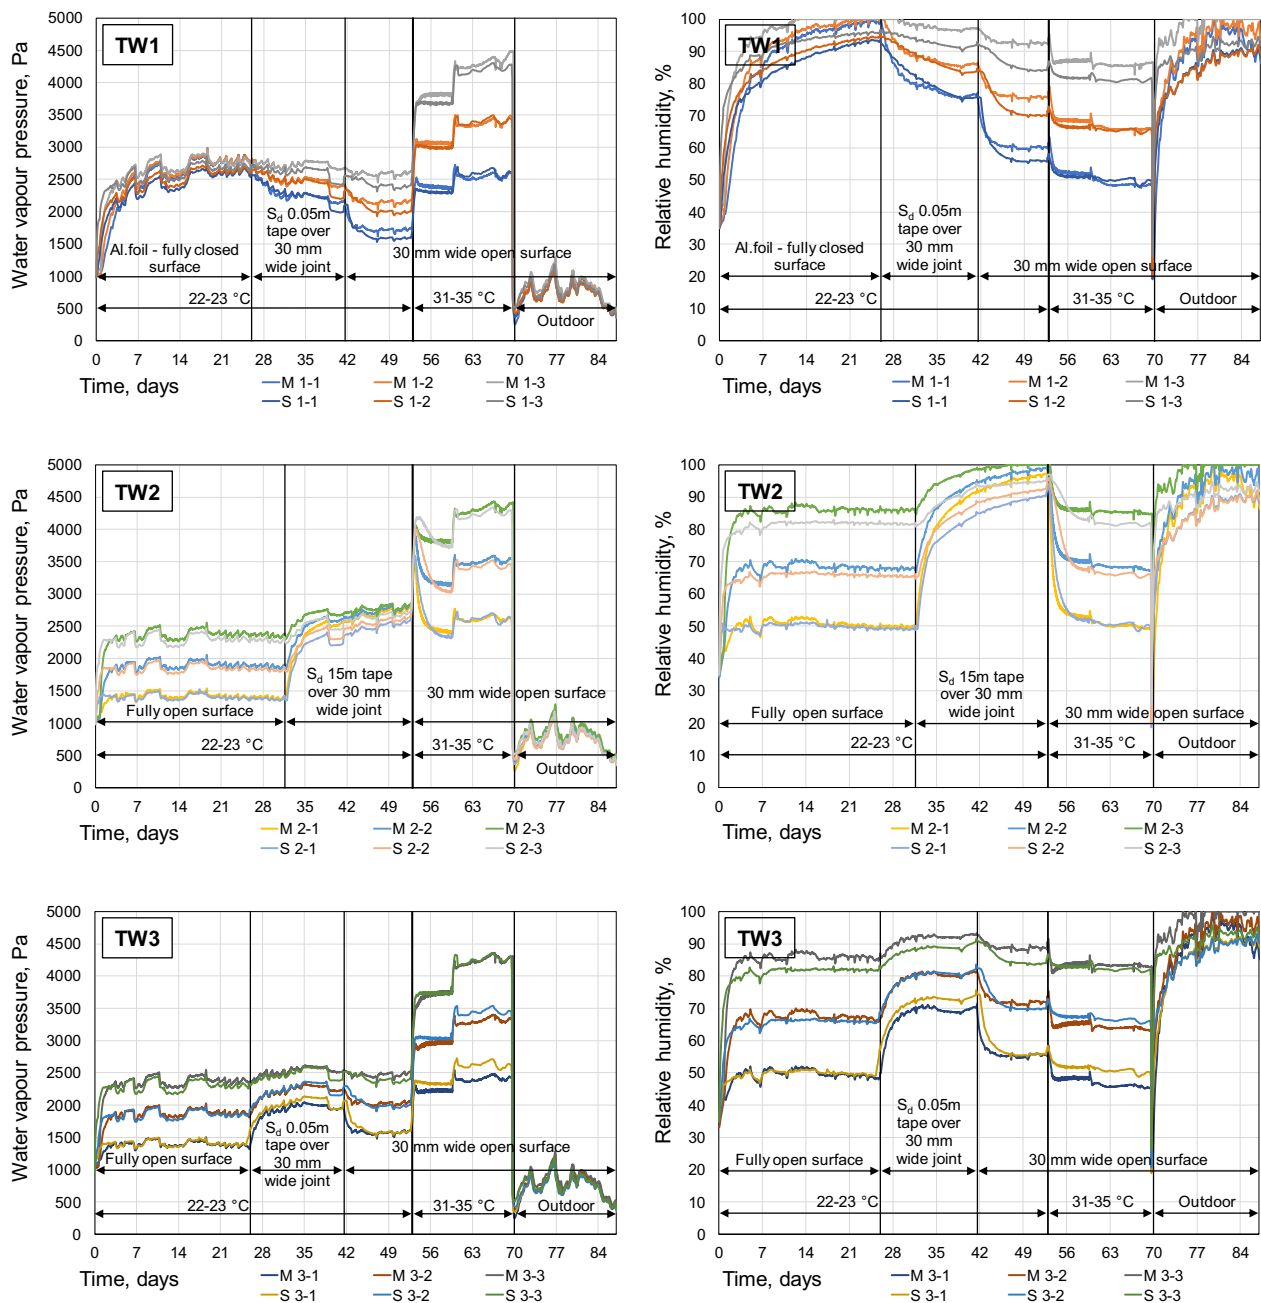 TW1
Water vapour pressure, Pa
5000
4500
4000
3500
3000
2500
2000
1500
1000
500
0
Al.foil - fully closed
surface
Sd 0.05m
tape over
30 mm
wide joint
30 mm wide open surface
22-23 °C
31-35 °C
Outdoor
0 7 14 21 28 35 42 49 56 63 70 77 84
Time, days
M 1-1 M 1-2 M 1-3
S 1-1 S 1-2 S 1-3
TW1
Relative humidity, %
100
90
80
70
60
50
40
30
20
10
0
Al.foil - fully closed
surface
Sd 0.05m
tape over
30 mm
wide joint
30 mm wide open surface
22-23 °C
31-35 °C
Outdoor
0 7 14 21 28 35 42 49 56 63 70 77 84
Time, days
M 1-1 M 1-2 M 1-3
S 1-1 S 1-2 S 1-3
TW2
Water vapour pressure, Pa
5000
4500
4000
3500
3000
2500
2000
1500
1000
500
0
Fully open surface
Sd 15m tape
over 30 mm
wide joint
30 mm wide open surface
22-23 °C
31-35 °C
Outdoor
0 7 14 21 28 35 42 49 56 63 70 77 84
Time, days
M 2-1 M 2-2 M 2-3
S 2-1 S 2-2 S 2-3
TW2
Relative humidity, %
100
90
80
70
60
50
40
30
20
10
0
Fully open surface
Sd 15m tape
over 30 mm
wide joint
30 mm wide open surface
22-23 °C
31-35 °C
Outdoor
0 7 14 21 28 35 42 49 56 63 70 77 84
Time, days
M 2-1 M 2-2 M 2-3
S 2-1 S 2-2 S 2-3
TW3
Water vapour pressure, Pa
5000
4500
4000
3500
3000
2500
2000
1500
1000
500
0
Fully open surface
Sd 0.05m
tape over
30 mm
wide joint
30 mm wide open surface
22-23 °C
31-35 °C
Outdoor
0 7 14 21 28 35 42 49 56 63 70 77 84
Time, days
M 3-1 M 3-2 M 3-3
S 3-1 S 3-2 S 3-3
TW3
Relative humidity, %
100
90
80
70
60
50
40
30
20
10
0
Fully open surface
Sd 0.05m
tape over
30 mm
wide joint
30 mm wide open surface
22-23 °C
31-35 °C
Outdoor
0 7 14 21 28 35 42 49 56 63 70 77 84
Time, days
M 3-1 M 3-2 M 3-3
S 3-1 S 3-2 S 3-3